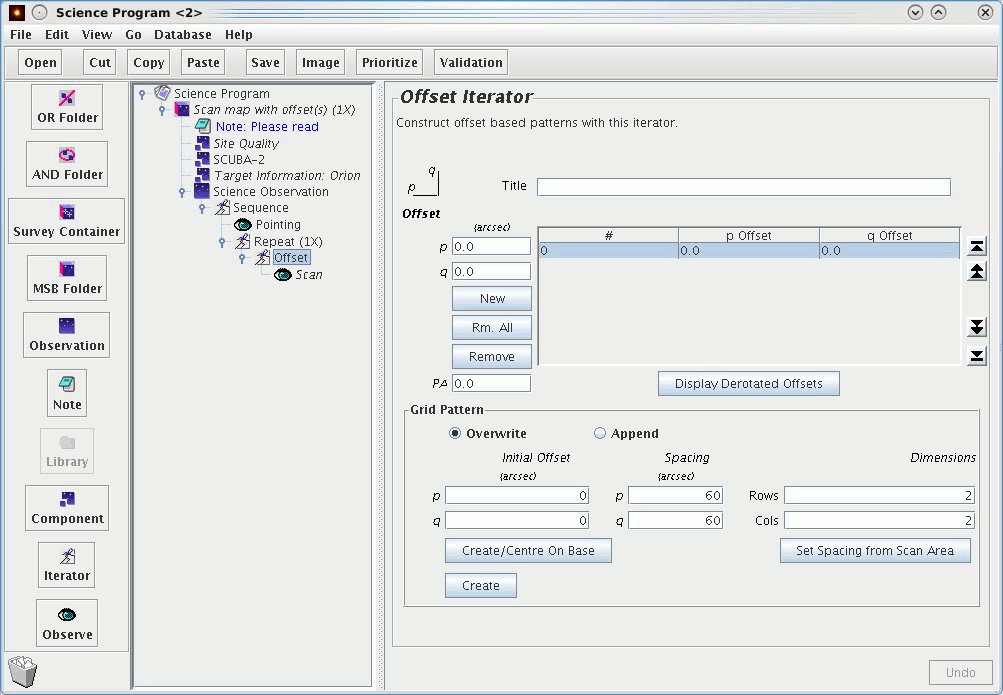 Science Program <2>
File Edit View Go Database Help
Open Cut Copy Paste Save Image Prioritize Validation
OR Folder
AND Folder
Survey Container
MSB Folder
Observation
Note
Library
Component
Iterator
Observe
Science Program
Scan map with offset(s) (1X)
Note: Please read
Site Quality
SCUBA-2
Target Information: Orion
Science Observation
Sequence
Pointing
Repeat (1X)
Offset
Scan
Offset Iterator
Construct offset based patterns with this iterator.
q
p
Title
Offset
(arcsec)
p 0.0
q 0.0
New
Rm. All
Remove
PA 0.0
# p Offset q Offset
0 0.0 0.0
Display Derotated Offsets
Grid Pattern
Overwrite Append
Initial Offset Spacing Dimensions
(arcsec) (arcsec)
p 0 p 60 Rows 2
q 0 q 60 Cols 2
Create/Centre On Base Set Spacing from Scan Area
Create
Undo